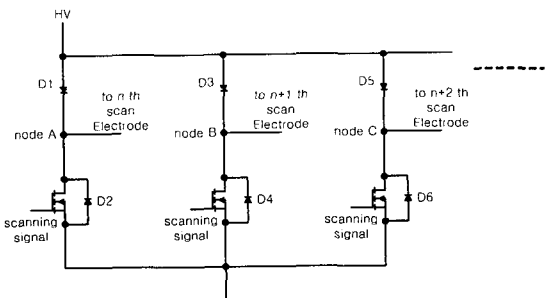 HV
D1
D3
D5
to n th
scan
Electrode
to n+1 th
scan
Electrode
to n+2 th
scan
Electrode
node A
node B
node C
D2
D4
D6
scanning
signal
scanning
signal
scanning
signal